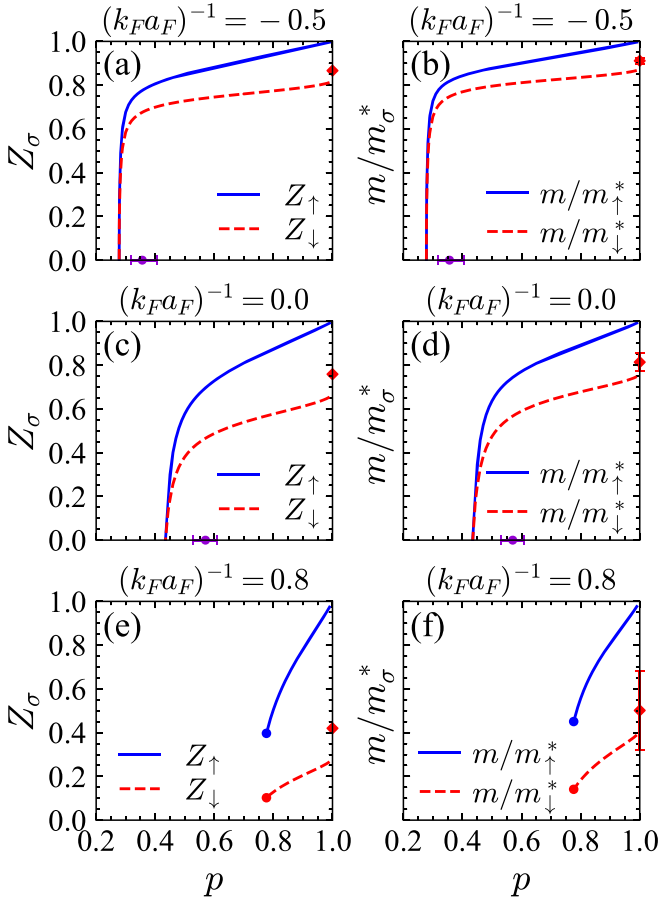 (k_F a_F)^{-1} = −0.5
(k_F a_F)^{-1} = −0.5
(a)
1.0
0.8
0.6
0.4
0.2
0.0
Z_σ
Z_↑
Z_↓
(b)
m/m*_σ
m/m*_↑
m/m*_↓
(k_F a_F)^{-1} = 0.0
(k_F a_F)^{-1} = 0.0
(c)
1.0
0.8
0.6
0.4
0.2
0.0
Z_σ
Z_↑
Z_↓
(d)
m/m*_σ
m/m*_↑
m/m*_↓
(k_F a_F)^{-1} = 0.8
(k_F a_F)^{-1} = 0.8
(e)
1.0
0.8
0.6
0.4
0.2
0.0
Z_σ
Z_↑
Z_↓
0.2 0.4 0.6 0.8 1.0
p
(f)
m/m*_σ
m/m*_↑
m/m*_↓
0.2 0.4 0.6 0.8 1.0
p